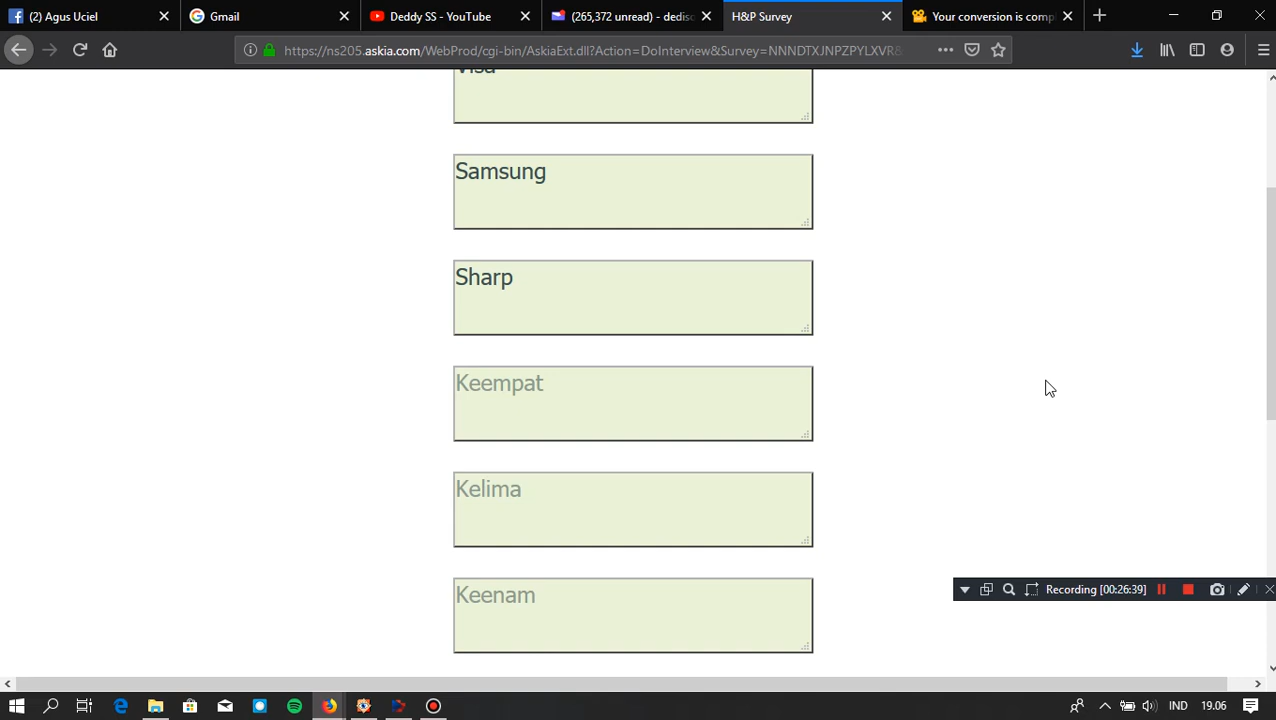 (2) Agus Uciel
Gmail
Deddy SS - YouTube
(265,372 unread) - dedisc
H&P Survey
Your conversion is comp
https://ns205.askia.com/WebProd/cgi-bin/AskiaExt.dll?Action=DoInterview&Survey=NNNDTXJNPZPYLXVR8
Visa
Samsung
Sharp
Keempat
Kelima
Keenam
Recording [00:26:39]
IND
19.06